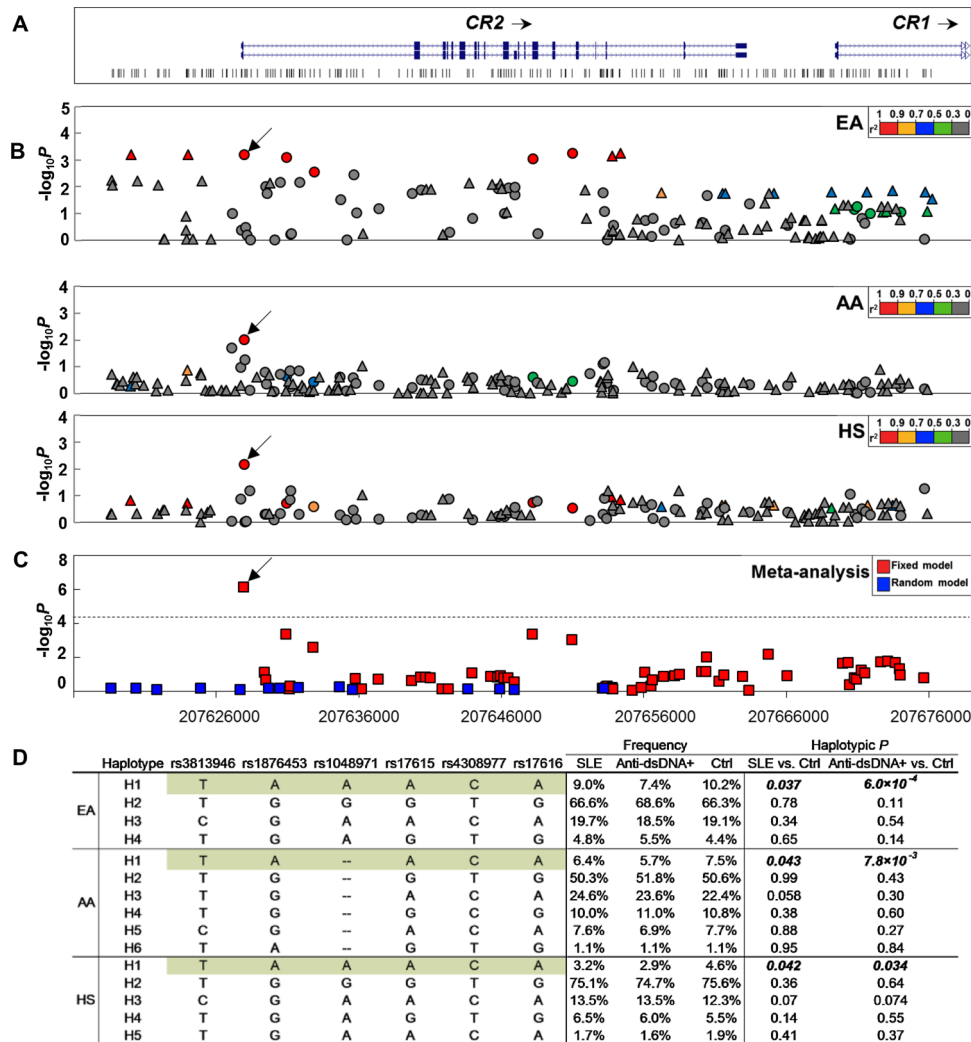 A
CR2 → CR1 →
B
5
4
3
2
1
0
-log10P
EA
1 0.9 0.7 0.5 0.3 0
r2
4
3
2
1
0
-log10P
AA
1 0.9 0.7 0.5 0.3 0
r2
4
3
2
1
0
-log10P
HS
1 0.9 0.7 0.5 0.3 0
r2
C
8
6
4
2
0
-log10P
Meta-analysis
Fixed model
Random model
207626000 207636000 207646000 207656000 207666000 207676000
D
Frequency Haplotypic P
Haplotype rs3813946 rs1876453 rs1048971 rs17615 rs4308977 rs17616 SLE Anti-dsDNA+ Ctrl SLE vs. Ctrl Anti-dsDNA+ vs. Ctrl
EA
H1 T A A A C A 9.0% 7.4% 10.2% 0.037 6.0×10-4
H2 T G G G T G 66.6% 68.6% 66.3% 0.78 0.11
H3 C G A A C A 19.7% 18.5% 19.1% 0.34 0.54
H4 T G A G T G 4.8% 5.5% 4.4% 0.65 0.14
AA
H1 T A -- A C A 6.4% 5.7% 7.5% 0.043 7.8×10-3
H2 T G -- G T G 50.3% 51.8% 50.6% 0.99 0.43
H3 T G -- A C A 24.6% 23.6% 22.4% 0.058 0.30
H4 T G -- G C G 10.0% 11.0% 10.8% 0.38 0.60
H5 C G -- A C A 7.6% 6.9% 7.7% 0.88 0.27
H6 T A -- G T G 1.1% 1.1% 1.1% 0.95 0.84
HS
H1 T A A A C A 3.2% 2.9% 4.6% 0.042 0.034
H2 T G G G T G 75.1% 74.7% 75.6% 0.36 0.64
H3 C G A A C A 13.5% 13.5% 12.3% 0.07 0.074
H4 T G A G T G 6.5% 6.0% 5.5% 0.14 0.55
H5 T G A A C A 1.7% 1.6% 1.9% 0.41 0.37